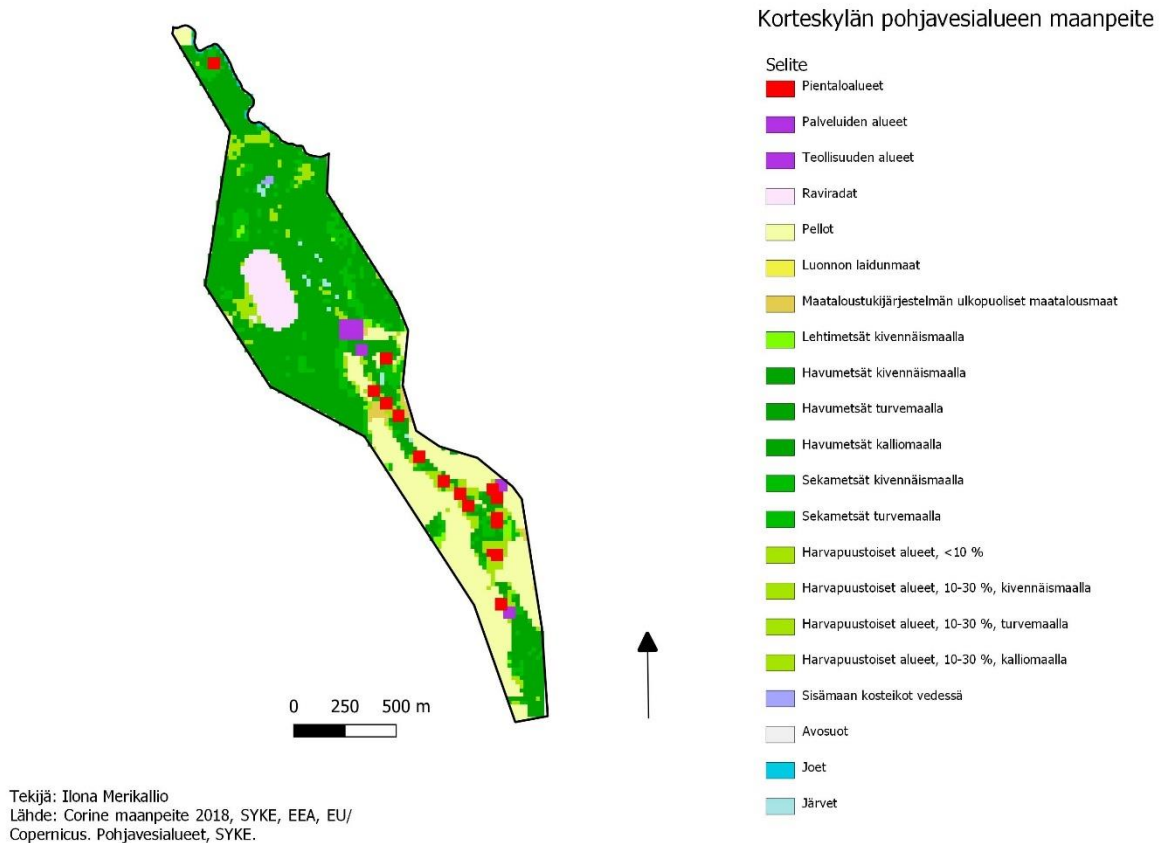 Korteskylän pohjavesialueen maanpeite
Selite
Pientaloalueet
Palveluiden alueet
Teollisuuden alueet
Raviradat
Pellot
Luonnon laidunmaat
Maataloustukijärjestelmän ulkopuoliset maatalousmaat
Lehtimetsät kivennäismaalla
Havumetsät kivennäismaalla
Havumetsät turvemaalla
Havumetsät kalliomaalla
Sekametsät kivennäismaalla
Sekametsät turvemaalla
Harvapuustoiset alueet, <10 %
Harvapuustoiset alueet, 10-30 %, kivennäismaalla
Harvapuustoiset alueet, 10-30 %, turvemaalla
Harvapuustoiset alueet, 10-30 %, kalliomaalla
Sisämaan kosteikot vedessä
Avosuot
Joet
Järvet
0 250 500 m
Tekijä: Ilona Merikallio
Lähde: Corine maanpeite 2018, SYKE, EEA, EU/
Copernicus. Pohjavesialueet, SYKE.